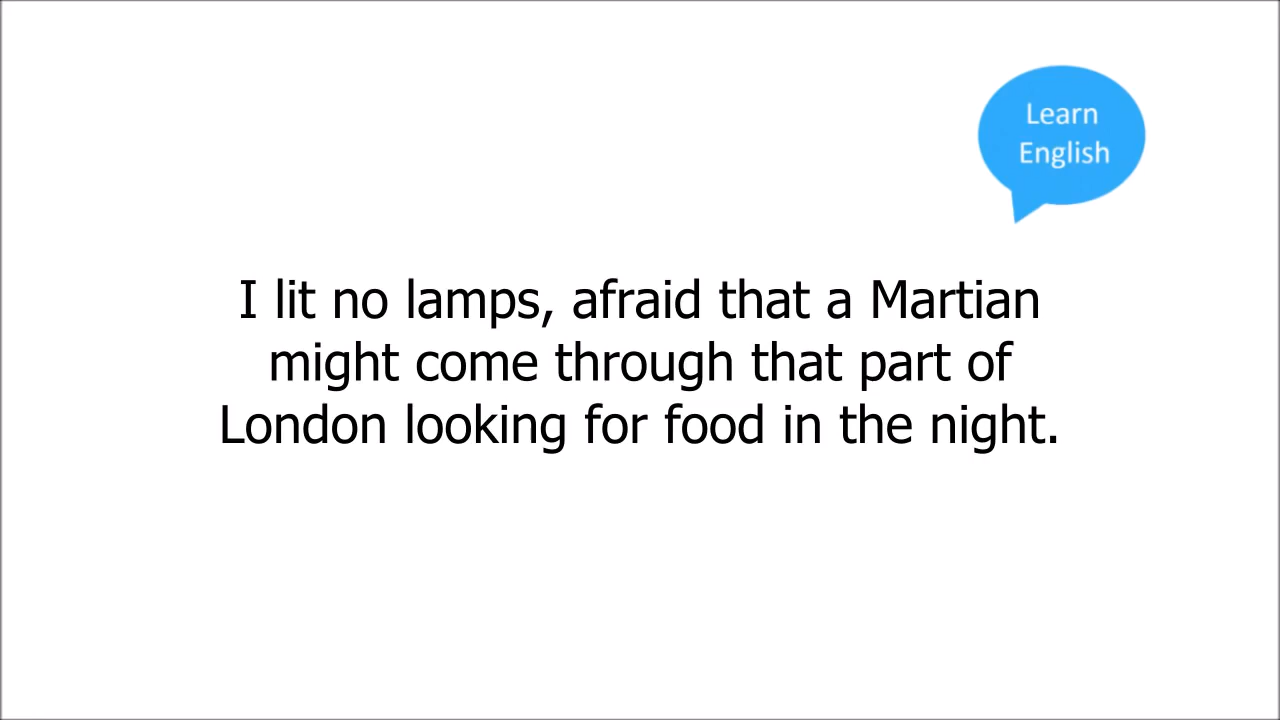 Learn
English
I lit no lamps, afraid that a Martian
might come through that part of
London looking for food in the night.